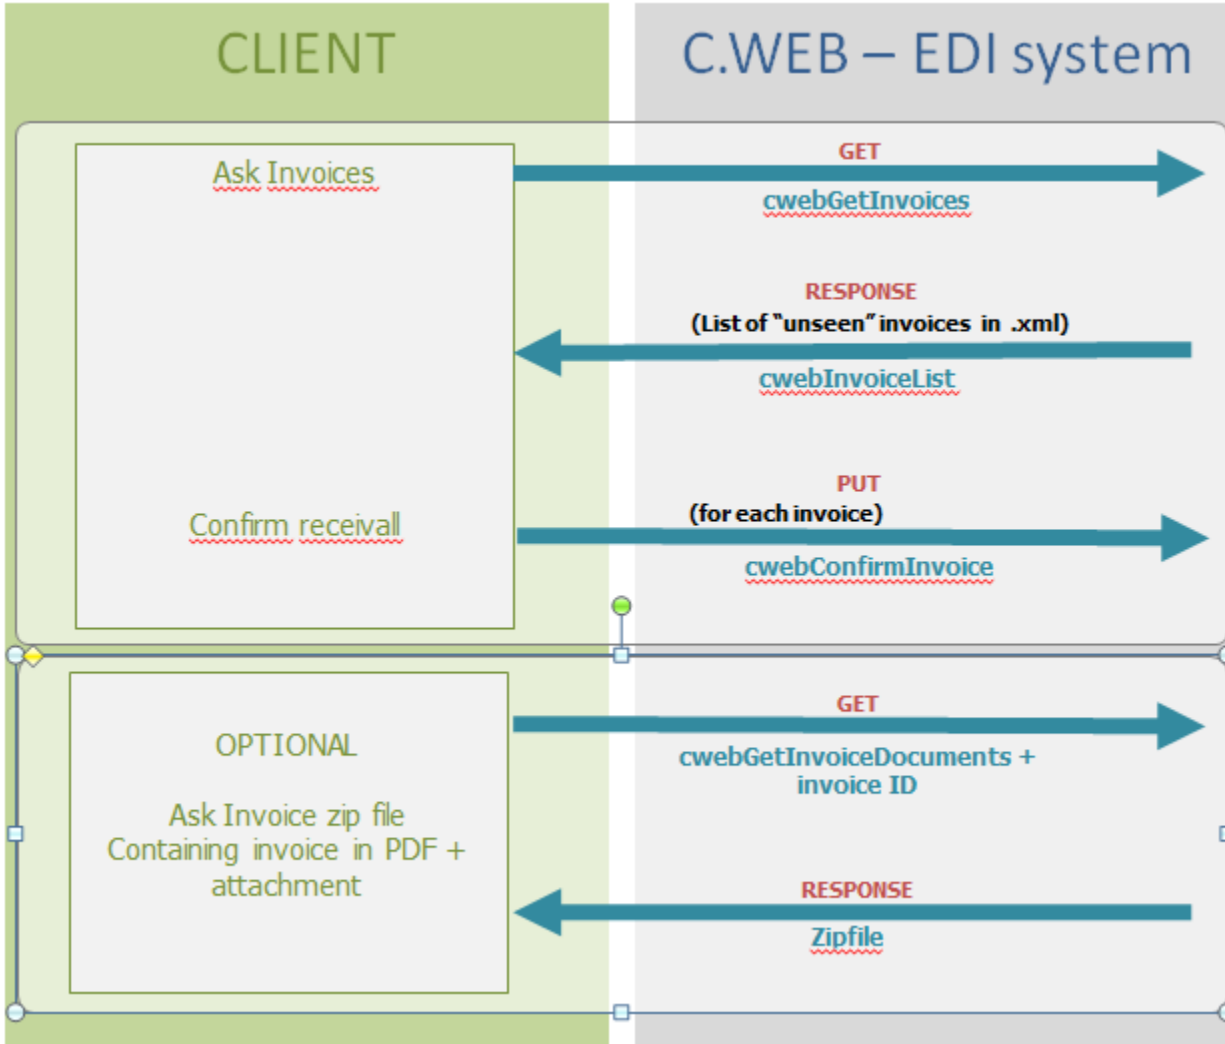 CLIENT
C.WEB – EDI system
Ask Invoices
GET
cwebGetInvoices
RESPONSE
(List of “unseen” invoices in .xml)
cwebInvoiceList
Confirm receivall
PUT
(for each invoice)
cwebConfirmInvoice
OPTIONAL
Ask Invoice zip file
Containing invoice in PDF +
attachment
GET
cwebGetInvoiceDocuments +
invoice ID
RESPONSE
Zipfile